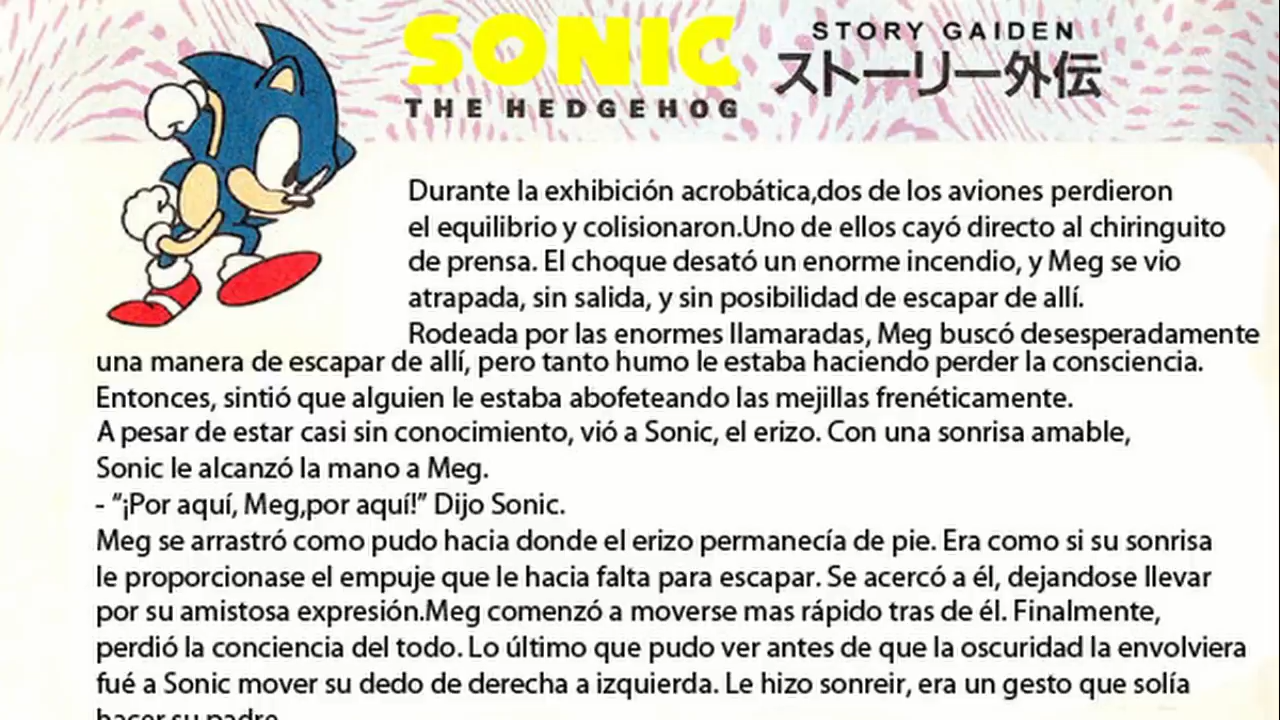 SONIC
THE HEDGEHOG
STORY GAIDEN
ストーリー外伝
Durante la exhibición acrobática,dos de los aviones perdieron
el equilibrio y colisionaron.Uno de ellos cayó directo al chiringuito
de prensa. El choque desató un enorme incendio, y Meg se vio
atrapada, sin salida, y sin posibilidad de escapar de allí.
Rodeada por las enormes llamaradas, Meg buscó desesperadamente
una manera de escapar de allí, pero tanto humo le estaba haciendo perder la consciencia.
Entonces, sintió que alguien le estaba abofeteando las mejillas frenéticamente.
A pesar de estar casi sin conocimiento, vió a Sonic, el erizo. Con una sonrisa amable,
Sonic le alcanzó la mano a Meg.
- “¡Por aquí, Meg,por aquí!” Dijo Sonic.
Meg se arrastró como pudo hacia donde el erizo permanecía de pie. Era como si su sonrisa
le proporcionase el empuje que le hacia falta para escapar. Se acercó a él, dejandose llevar
por su amistosa expresión.Meg comenzó a moverse mas rápido tras de él. Finalmente,
perdió la conciencia del todo. Lo último que pudo ver antes de que la oscuridad la envolviera
fué a Sonic mover su dedo de derecha a izquierda. Le hizo sonreir, era un gesto que solía
hacer su padre